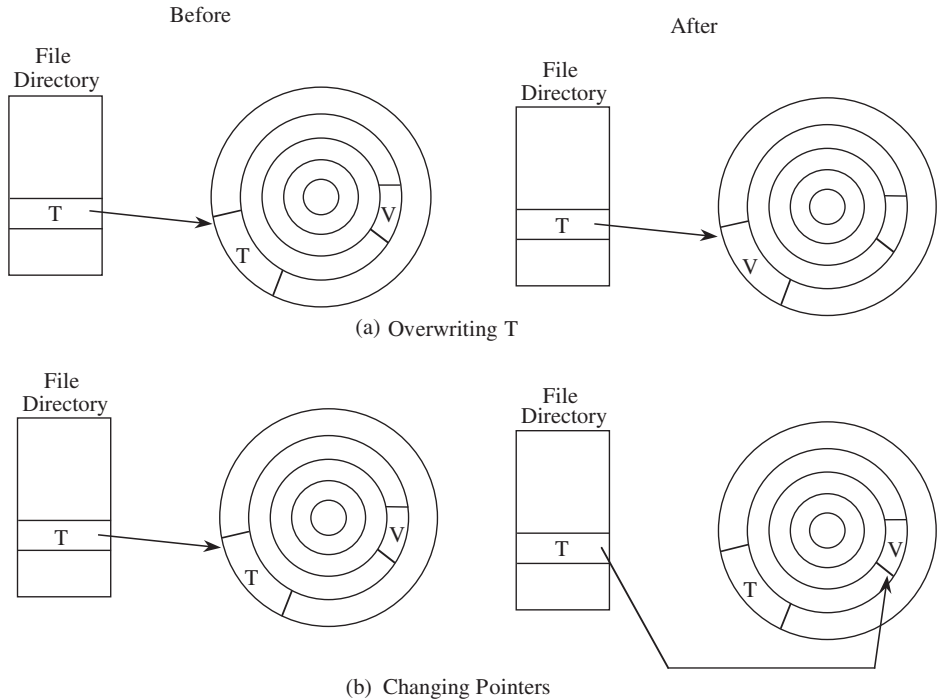 Before
After
File
Directory
T
T
V
File
Directory
T
V
(a) Overwriting T
File
Directory
T
T
V
File
Directory
T
T
V
(b) Changing Pointers